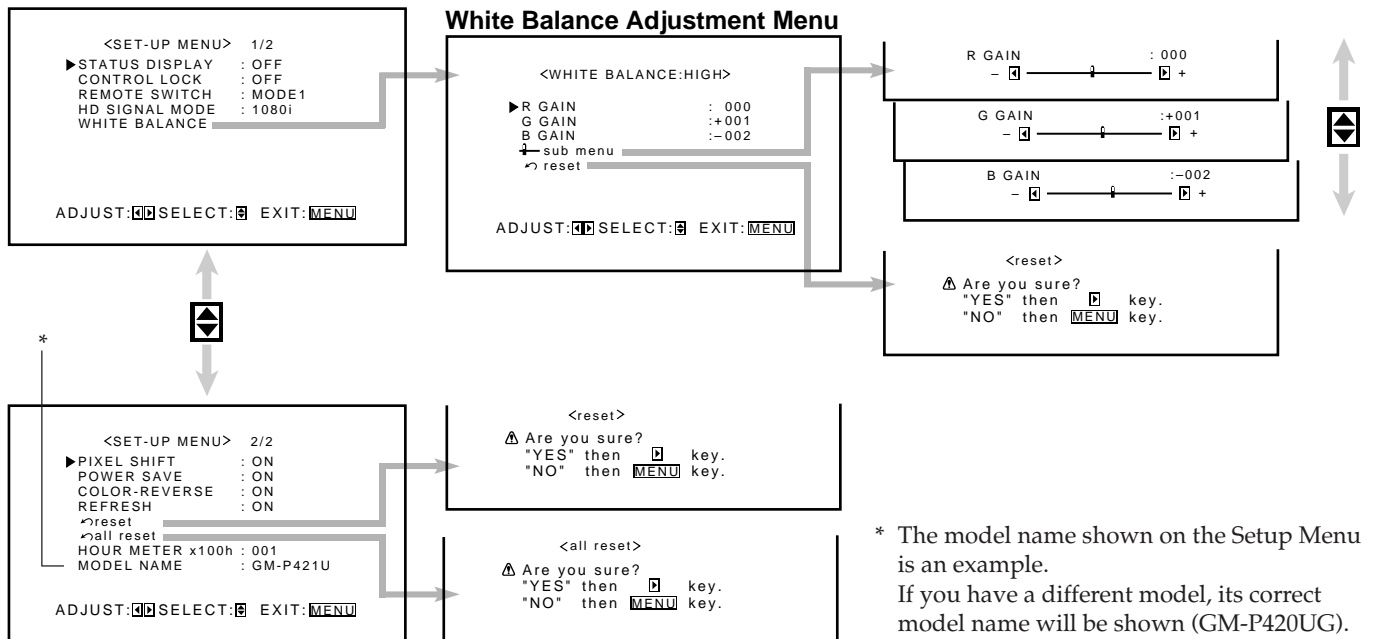 White Balance Adjustment Menu
<SET-UP MENU> 1/2
▶STATUS DISPLAY : OFF
CONTROL LOCK : OFF
REMOTE SWITCH : MODE1
HD SIGNAL MODE : 1080i
WHITE BALANCE
ADJUST:◀▶SELECT: EXIT:MENU
<WHITE BALANCE:HIGH>
▶R GAIN : 000
G GAIN :+001
B GAIN :–002
sub menu
reset
ADJUST:◀▶SELECT: EXIT:MENU
R GAIN : 000
– ◀ ▶ +
G GAIN :+001
– ◀ ▶ +
B GAIN :–002
– ◀ ▶ +
<reset>
Are you sure?
"YES" then ▶ key.
"NO" then MENU key.
*
<SET-UP MENU> 2/2
▶PIXEL SHIFT : ON
POWER SAVE : ON
COLOR-REVERSE : ON
REFRESH : ON
reset
all reset
HOUR METER x100h : 001
MODEL NAME : GM-P421U
ADJUST:◀▶SELECT: EXIT:MENU
<reset>
Are you sure?
"YES" then ▶ key.
"NO" then MENU key.
<all reset>
Are you sure?
"YES" then ▶ key.
"NO" then MENU key.
* The model name shown on the Setup Menu
is an example.
If you have a different model, its correct
model name will be shown (GM-P420UG).